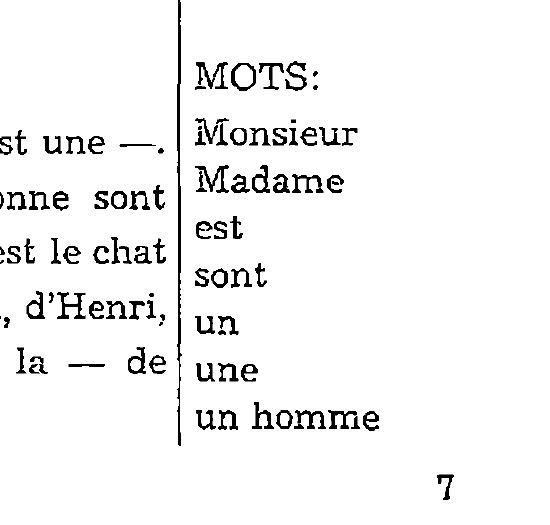 st une —.
onne sont
est le chat
, d'Henri,
la — de
MOTS:
Monsieur
Madame
est
sont
un
une
un homme
7